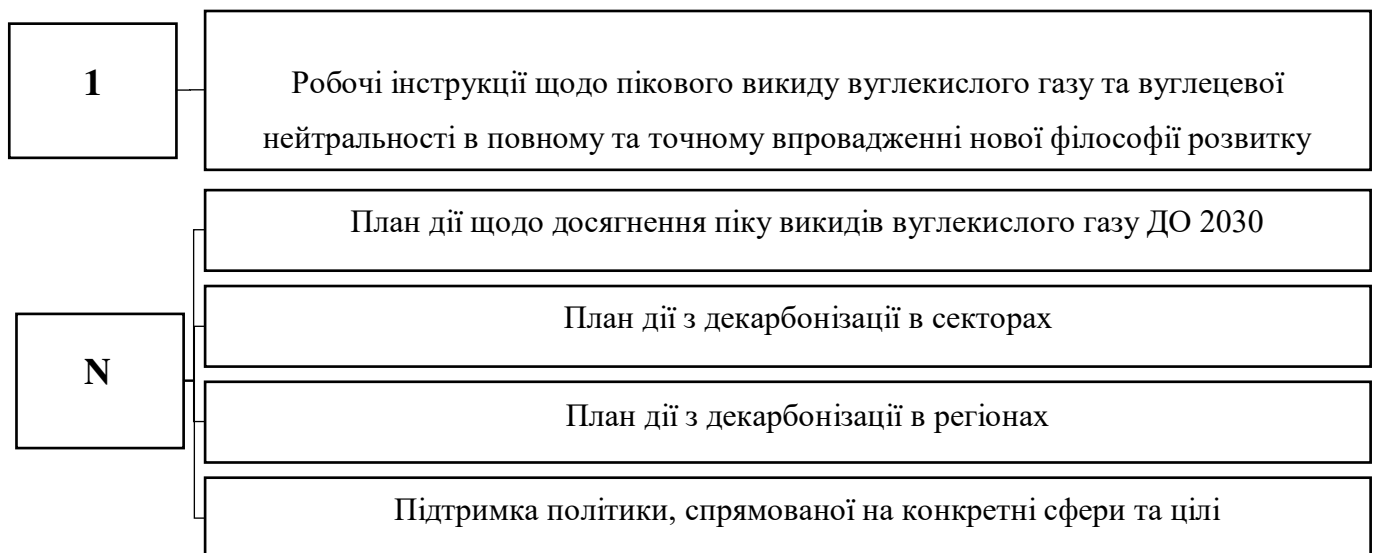 1
Робочі інструкції щодо пікового викиду вуглекислого газу та вуглецевої
нейтральності в повному та точному впровадженні нової філософії розвитку
N
План дії щодо досягнення піку викидів вуглекислого газу ДО 2030
План дії з декарбонізації в секторах
План дії з декарбонізації в регіонах
Підтримка політики, спрямованої на конкретні сфери та цілі